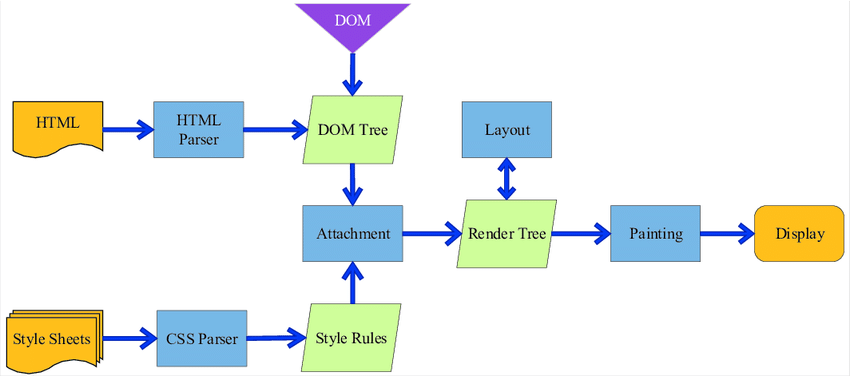 DOM
HTML
HTML
Parser
DOM Tree
Layout
Attachment
Render Tree
Painting
Display
Style Sheets
CSS Parser
Style Rules